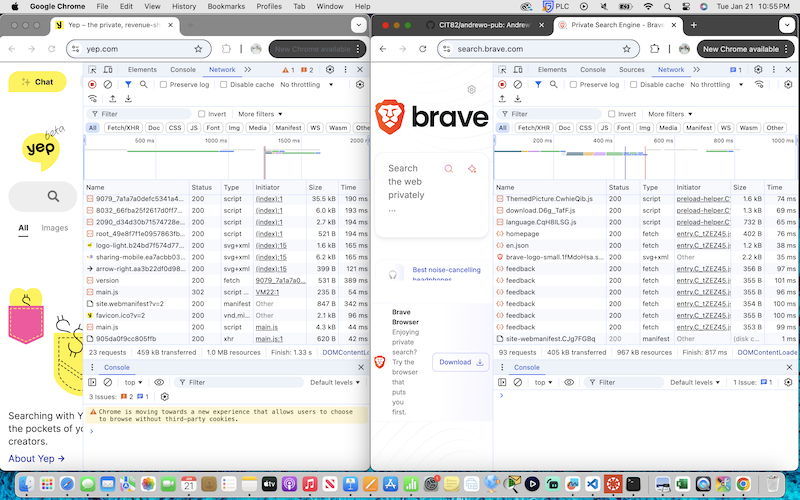 Google Chrome File Edit View History Bookmarks Profiles Tab Window Help
PLC
Tue Jan 21 10:55 PM
Yep – the private, revenue-sh
yep.com
New Chrome available
Elements Console Network
1 2
Preserve log Disable cache No throttling
Filter Invert More filters
All Fetch/XHR Doc CSS JS Font Img Media Manifest WS Wasm Other
500 ms 1000 ms 1500 ms 2000
Name Status Type Initiator Size Time
9079_7a1a7a0defc5341a4... 200 script (index):1 35.5 kB 190 ms
8032_66fba25f2617d0ff7... 200 script (index):1 6.0 kB 193 ms
2090_d34d30b71574728e... 200 script (index):1 2.7 kB 194 ms
root_49e8f7f1e0957863fb... 200 script (index):1 521 B 194 ms
logo-light.b24bd7f574d77... 200 svg+xml (index):15 1.6 kB 165 ms
sharing-mobile.ea7acbb03... 200 svg+xml (index):15 6.2 kB 165 ms
arrow-right.aa3b22df0d98... 200 svg+xml (index):15 399 B 121 ms
version 200 fetch 9079_7a1a7a0... 531 B 389 ms
main.js 302 script VM22:1 235 B 54 ms
site.webmanifest?v=2 200 manifest Other 847 B 342 ms
favicon.ico?v=2 200 vnd.mi... Other 2.1 kB 96 ms
main.js 200 script main.js 4.3 kB 44 ms
905da0f9cc805ffb 200 xhr main.js:1 620 B 42 ms
23 requests 459 kB transferred 1.0 MB resources Finish: 1.33 s DOMContentL
Console
top Filter Default levels
3 Issues: 2 1
Chrome is moving towards a new experience that allows users to choose
to browse without third-party cookies.
Chat
beta
yep
All Images
Searching with Y
the pockets of yo
creators.
About Yep →
CIT82/andrewo-pub: Andrew
Private Search Engine - Brave
search.brave.com
New Chrome available
Elements Console Sources Network
1
Preserve log Disable cache No throttling
Filter Invert More filters
All Fetch/XHR Doc CSS JS Font Img Media Manifest WS Wasm Other
200 ms 400 ms 600 ms 800 ms
Name Status Type Initiator Size Time
ThemedPicture.CwhieQib.js 200 script preload-helper.C1 1.6 kB 74 ms
download.D6g_TafF.js 200 script preload-helper.C1 1.3 kB 69 ms
language.CqH8ILSG.js 200 script preload-helper.C1 732 B 65 ms
homepage 200 fetch entry.C_tZEZ45.js 402 B 76 ms
en.json 200 fetch entry.C_tZEZ45.js 1.2 kB 38 ms
brave-logo-small.1fMdoHsa.s... 200 svg+xml Other 2.2 kB 35 ms
feedback 200 fetch entry.C_tZEZ45.js 356 B 97 ms
feedback 200 fetch entry.C_tZEZ45.js 355 B 101 ms
feedback 200 fetch entry.C_tZEZ45.js 355 B 96 ms
feedback 200 fetch entry.C_tZEZ45.js 354 B 100 ms
feedback 200 fetch entry.C_tZEZ45.js 355 B 100 ms
feedback 200 fetch entry.C_tZEZ45.js 353 B 99 ms
site-webmanifest.CJg7FGBq 200 manifest Other (disk c...
93 requests 405 kB transferred 967 kB resources Finish: 817 ms DOMContentLoade
Console
top Filter Default levels 1 Issue: 1
brave
Search
the web
privately
...
Best noise-cancelling
headphones
Brave
Browser
Enjoying
private
search?
Try the
browser
that
puts
you
first.
Download